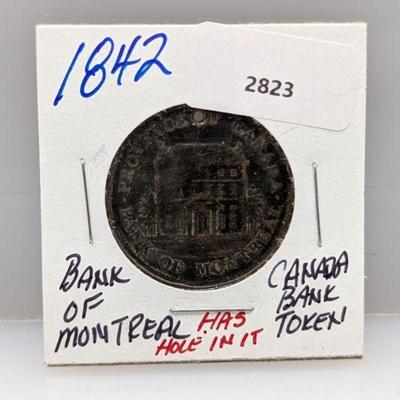 1842
2823
PROVINCE OF CANADA
BANK OF MONTREAL
BANK
OF
MONTREAL
HAS
HOLE IN IT
CANADA
BANK
TOKEN